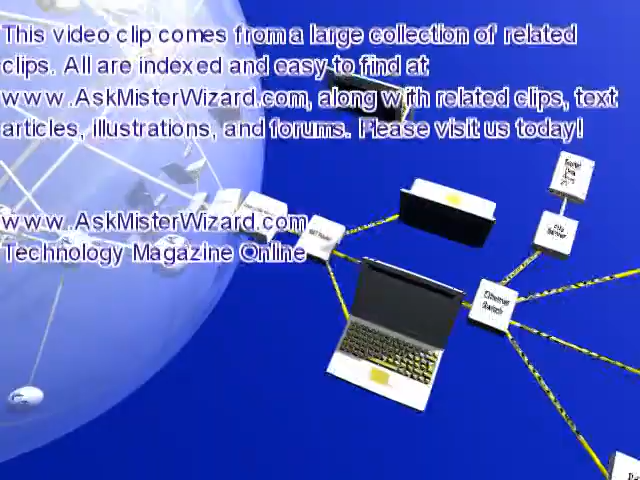 This video clip comes from a large collection of related
clips. All are indexed and easy to find at
www.AskMisterWizard.com, along with related clips, text
articles, illustrations, and forums. Please visit us today!
www.AskMisterWizard.com
Technology Magazine Online
Ethernet
Switch